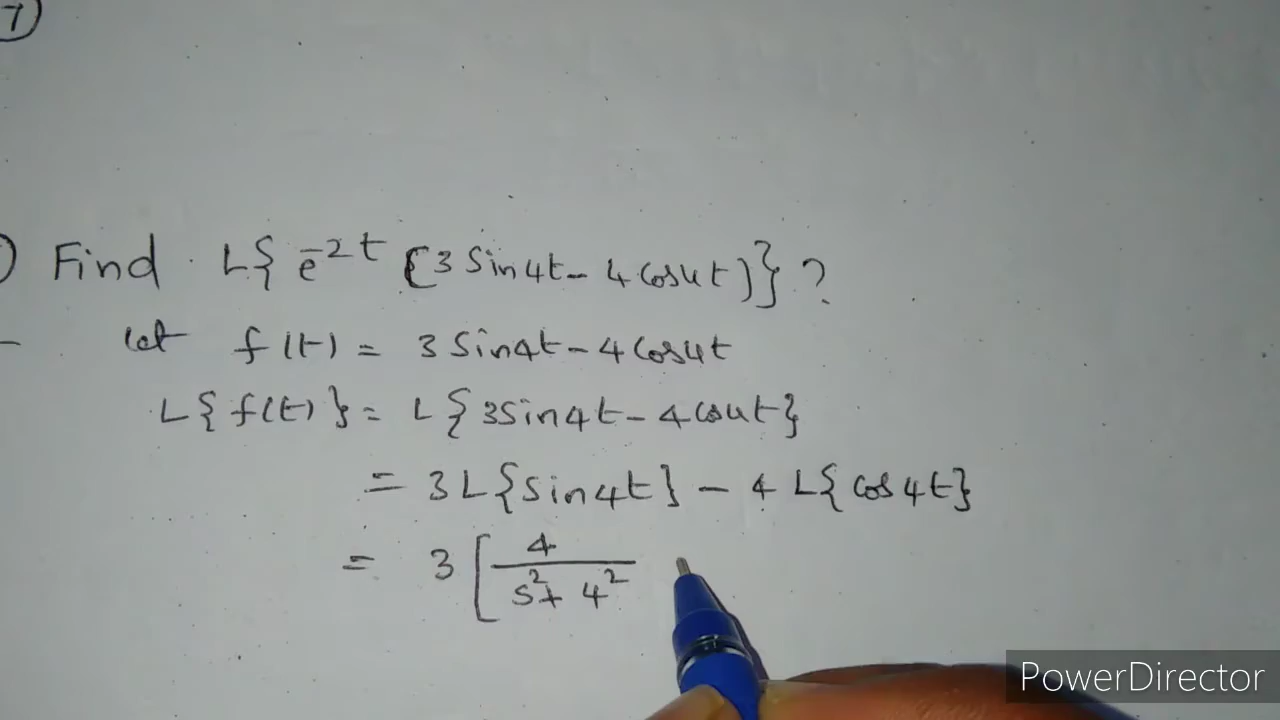 7
) Find L{ e^-2t (3 Sin4t - 4 Cos4t)}?
let f(t) = 3 Sin4t - 4 Cos4t
L{f(t)} = L{3Sin4t - 4Cos4t}
= 3L{Sin4t} - 4 L{Cos4t}
= 3 [ 4 / s^2 + 4^2
PowerDirector